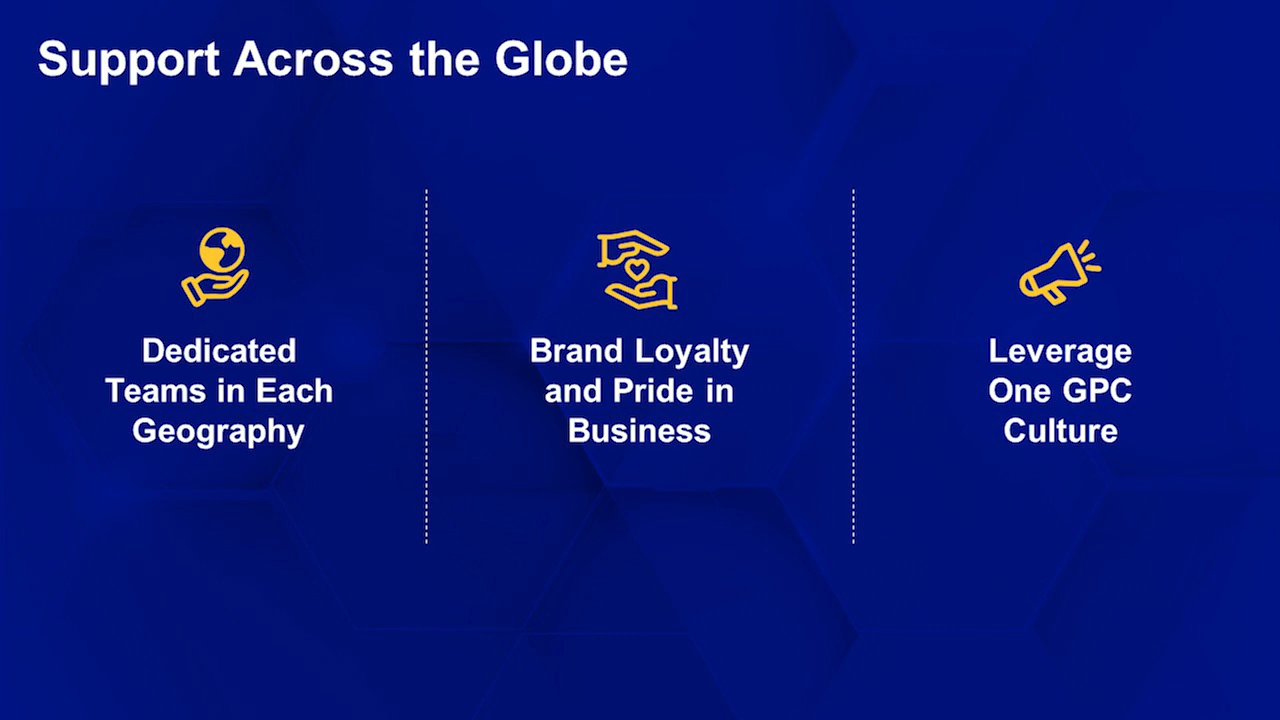 Support Across the Globe
Dedicated
Teams in Each
Geography
Brand Loyalty
and Pride in
Business
Leverage
One GPC
Culture